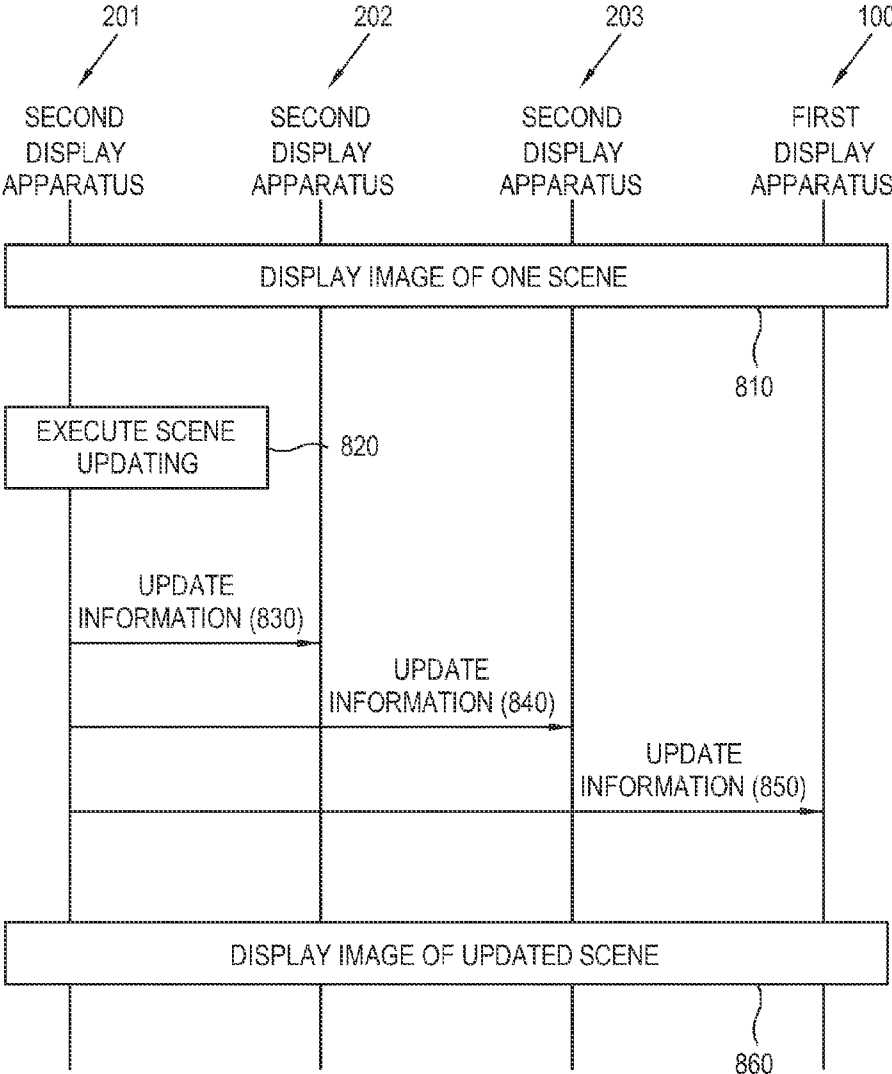 201
202
203
100
SECOND
DISPLAY
APPARATUS
SECOND
DISPLAY
APPARATUS
SECOND
DISPLAY
APPARATUS
FIRST
DISPLAY
APPARATUS
DISPLAY IMAGE OF ONE SCENE
810
EXECUTE SCENE
UPDATING
820
UPDATE
INFORMATION (830)
UPDATE
INFORMATION (840)
UPDATE
INFORMATION (850)
DISPLAY IMAGE OF UPDATED SCENE
860